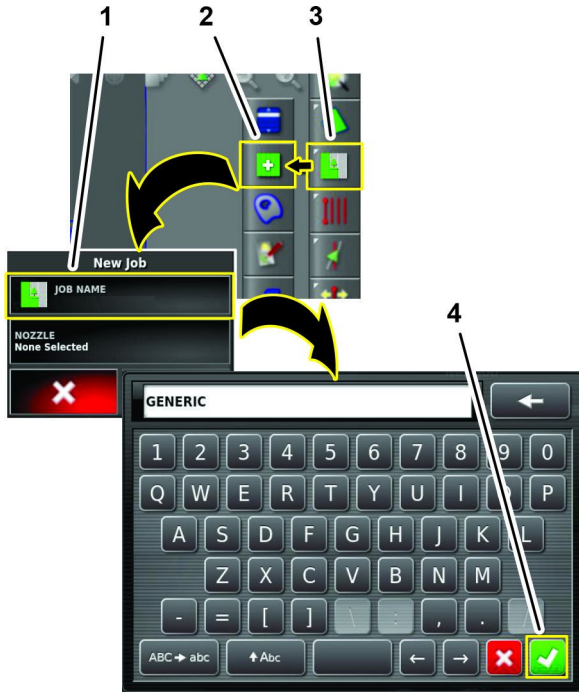 1 2 3
New Job
JOB NAME
NOZZLE
None Selected
4
GENERIC
1 2 3 4 5 6 7 8 9 0
Q W E R T Y U I O P
A S D F G H J K L
Z X C V B N M
- = [ ] \ : , . /
ABC → abc ↑ Abc ← →